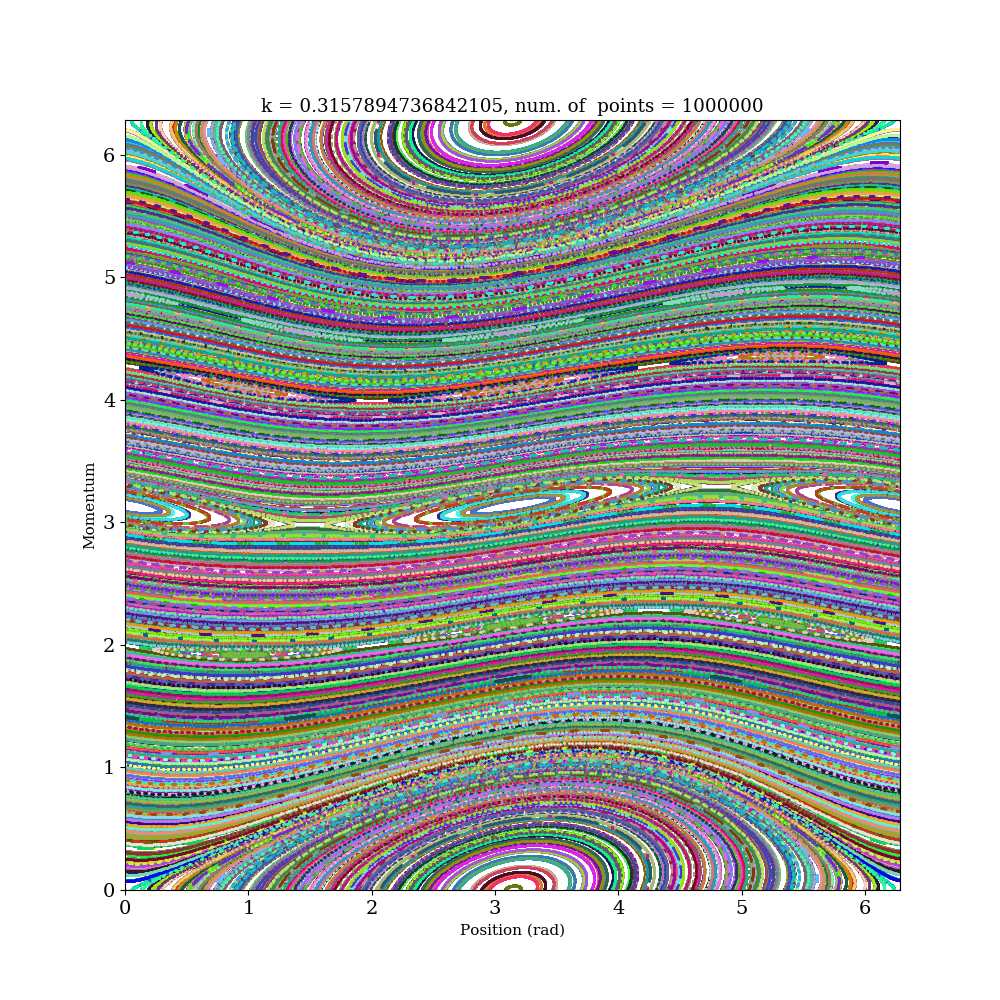 k = 0.3157894736842105, num. of  points = 1000000
6
5
4
3
2
1
0
Momentum
0 1 2 3 4 5 6
Position (rad)